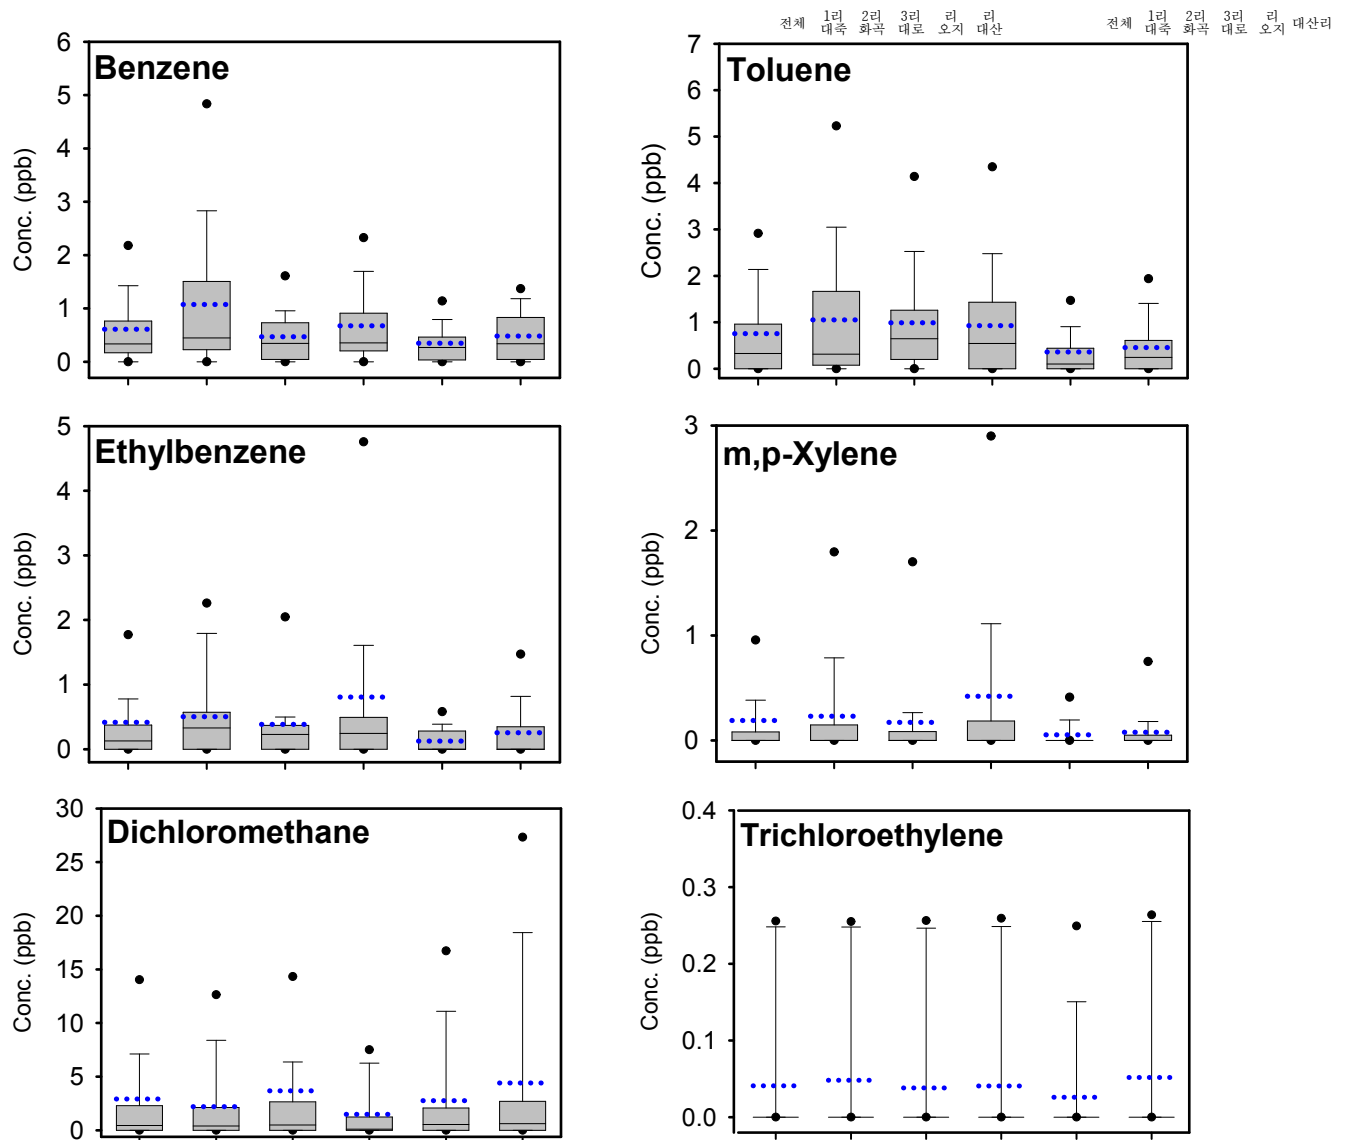 전체 1리 2리 3리 리 리 전체 1리 2리 3리 리 대산리
대죽 화곡 대로 오지 대산 대죽 화곡 대로 오지
6 5 4 3 2 1 0
Conc. (ppb)
Benzene
7 6 5 4 3 2 1 0
Conc. (ppb)
Toluene
5 4 3 2 1 0
Conc. (ppb)
Ethylbenzene
3 2 1 0
Conc. (ppb)
m,p-Xylene
30 25 20 15 10 5 0
Conc. (ppb)
Dichloromethane
0.4 0.3 0.2 0.1 0.0
Conc. (ppb)
Trichloroethylene